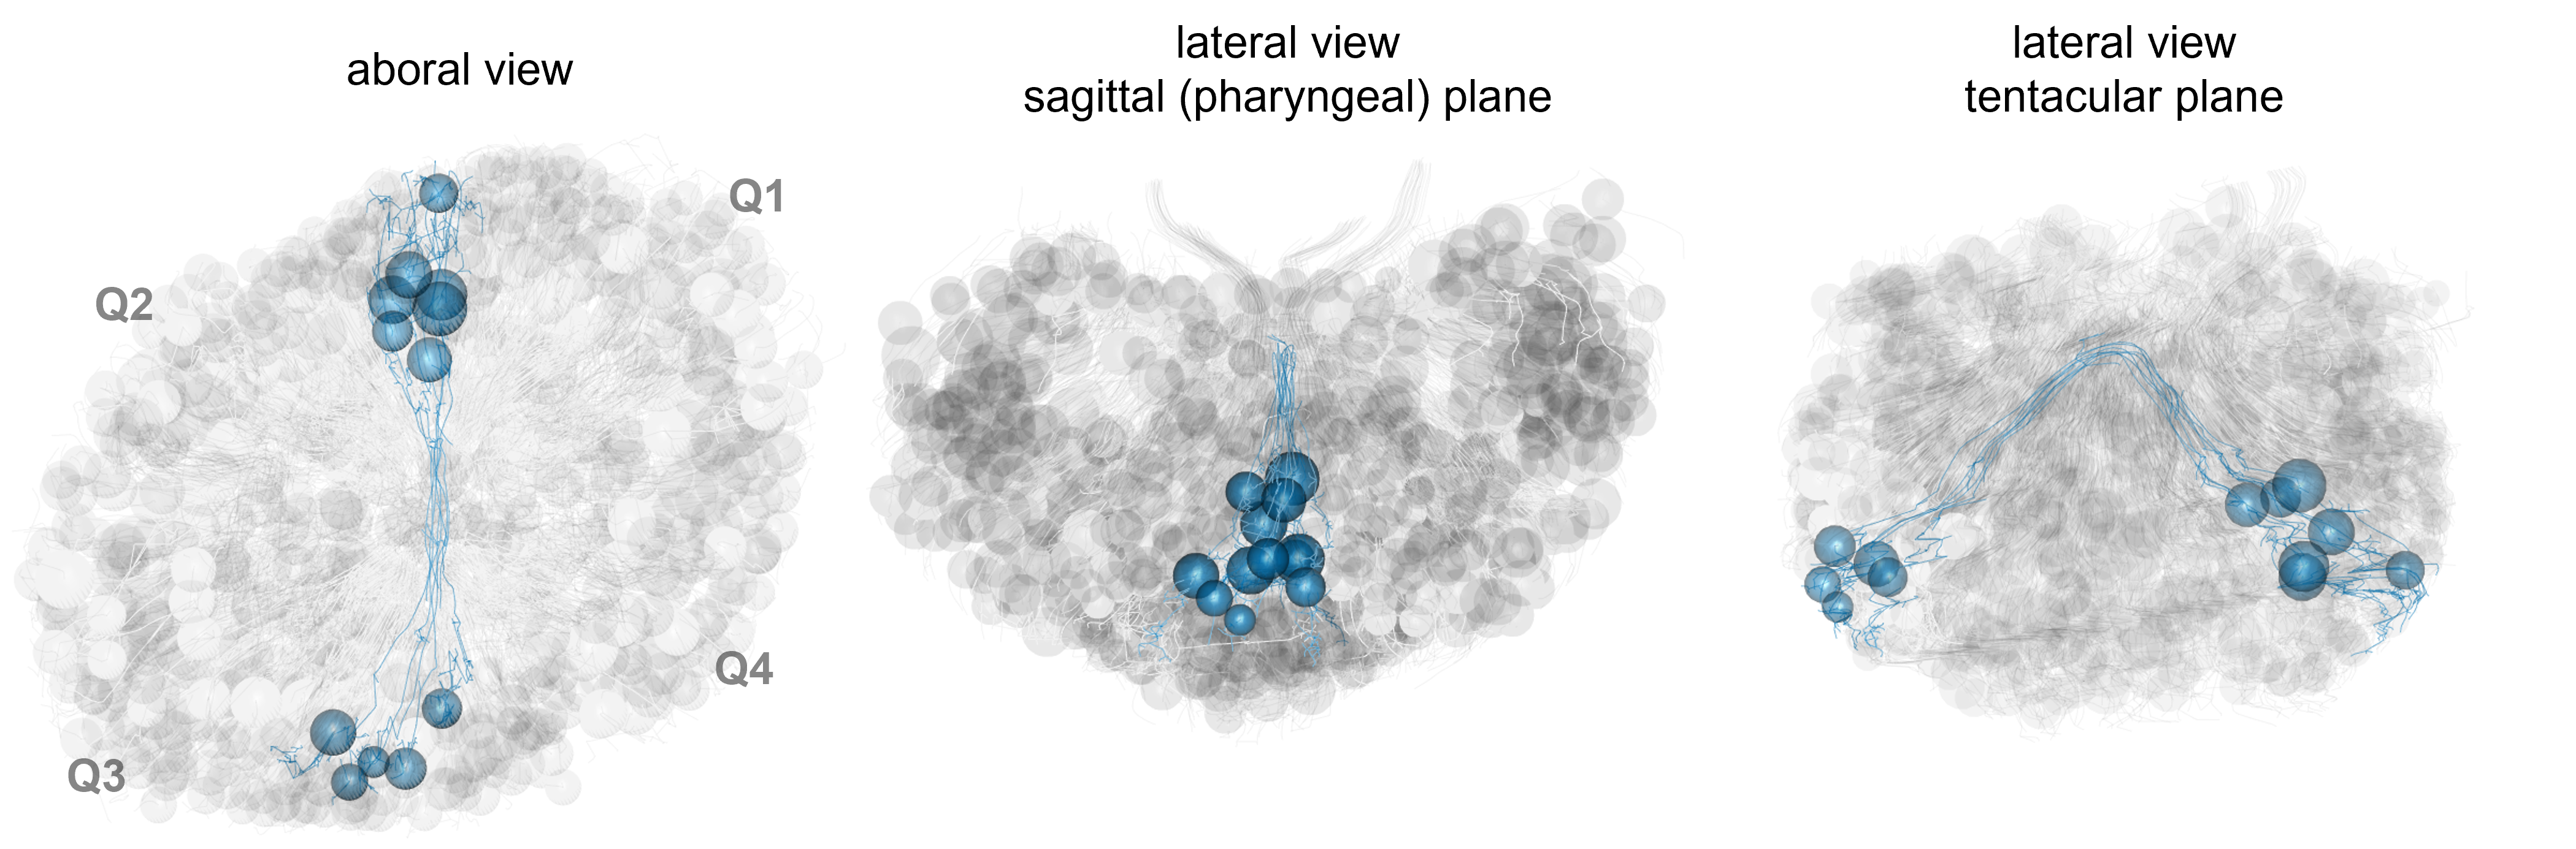 aboral view
lateral view
sagittal (pharyngeal) plane
lateral view
tentacular plane
Q1
Q2
Q4
Q3